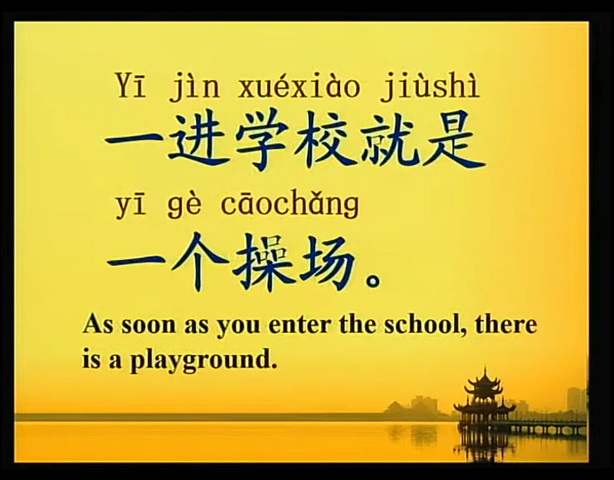 Yī jìn xuéxiào jiùshì
一进学校就是
yī gè cāochǎng
一个操场。
As soon as you enter the school, there
is a playground.